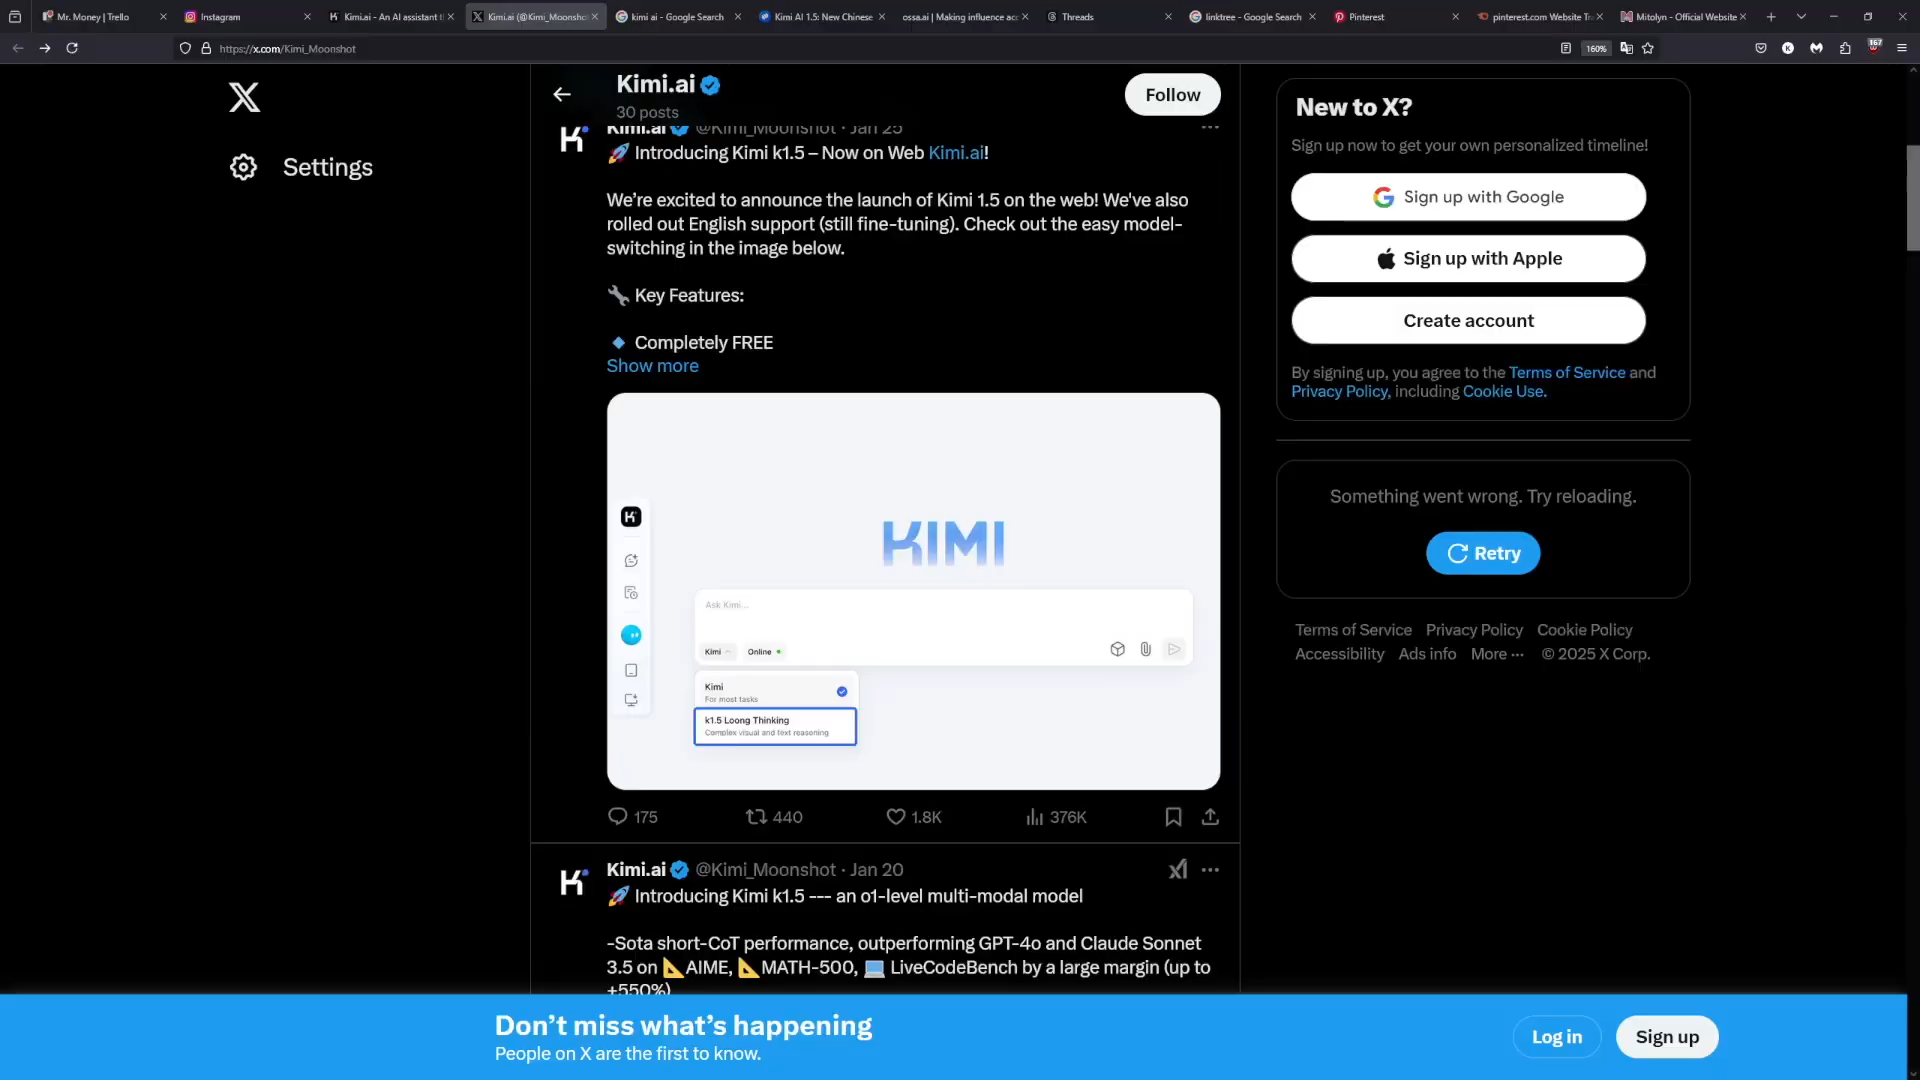 Mr. Money | Trello
Instagram
Kimi.ai - An AI assistant t
Kimi.ai (@Kimi_Moonsho
kimi ai - Google Search
Kimi AI 1.5: New Chinese
ossa.ai | Making influence acc
Threads
linktree - Google Search
Pinterest
pinterest.com Website Tr
Mitolyn - Official Website
https://x.com/Kimi_Moonshot
160%
167
Settings
Kimi.ai
30 posts
Follow
Kimi.ai @Kimi_Moonshot · Jan 25
🚀 Introducing Kimi k1.5 – Now on Web Kimi.ai!
We’re excited to announce the launch of Kimi 1.5 on the web! We've also
rolled out English support (still fine-tuning). Check out the easy model-
switching in the image below.
🔧 Key Features:
🔹 Completely FREE
Show more
KIMI
Ask Kimi...
Kimi
Online
Kimi
For most tasks
k1.5 Loong Thinking
Complex visual and text reasoning
175
440
1.8K
376K
Kimi.ai @Kimi_Moonshot · Jan 20
🚀 Introducing Kimi k1.5 --- an o1-level multi-modal model
-Sota short-CoT performance, outperforming GPT-4o and Claude Sonnet
3.5 on 📐AIME, 📐MATH-500, 💻 LiveCodeBench by a large margin (up to
+550%)
New to X?
Sign up now to get your own personalized timeline!
Sign up with Google
Sign up with Apple
Create account
By signing up, you agree to the Terms of Service and
Privacy Policy, including Cookie Use.
Something went wrong. Try reloading.
Retry
Terms of Service Privacy Policy Cookie Policy
Accessibility Ads info More ··· © 2025 X Corp.
Don’t miss what’s happening
People on X are the first to know.
Log in
Sign up